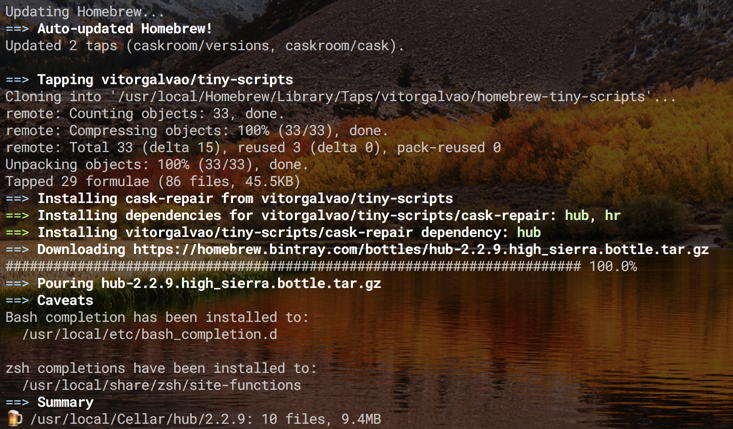 Updating Homebrew...
==> Auto-updated Homebrew!
Updated 2 taps (caskroom/versions, caskroom/cask).

==> Tapping vitorgalvao/tiny-scripts
Cloning into '/usr/local/Homebrew/Library/Taps/vitorgalvao/homebrew-tiny-scripts'...
remote: Counting objects: 33, done.
remote: Compressing objects: 100% (33/33), done.
remote: Total 33 (delta 15), reused 3 (delta 0), pack-reused 0
Unpacking objects: 100% (33/33), done.
Tapped 29 formulae (86 files, 45.5KB)
==> Installing cask-repair from vitorgalvao/tiny-scripts
==> Installing dependencies for vitorgalvao/tiny-scripts/cask-repair: hub, hr
==> Installing vitorgalvao/tiny-scripts/cask-repair dependency: hub
==> Downloading https://homebrew.bintray.com/bottles/hub-2.2.9.high_sierra.bottle.tar.gz
######################################################################## 100.0%
==> Pouring hub-2.2.9.high_sierra.bottle.tar.gz
==> Caveats
Bash completion has been installed to:
  /usr/local/etc/bash_completion.d

zsh completions have been installed to:
  /usr/local/share/zsh/site-functions
==> Summary
🍺 /usr/local/Cellar/hub/2.2.9: 10 files, 9.4MB